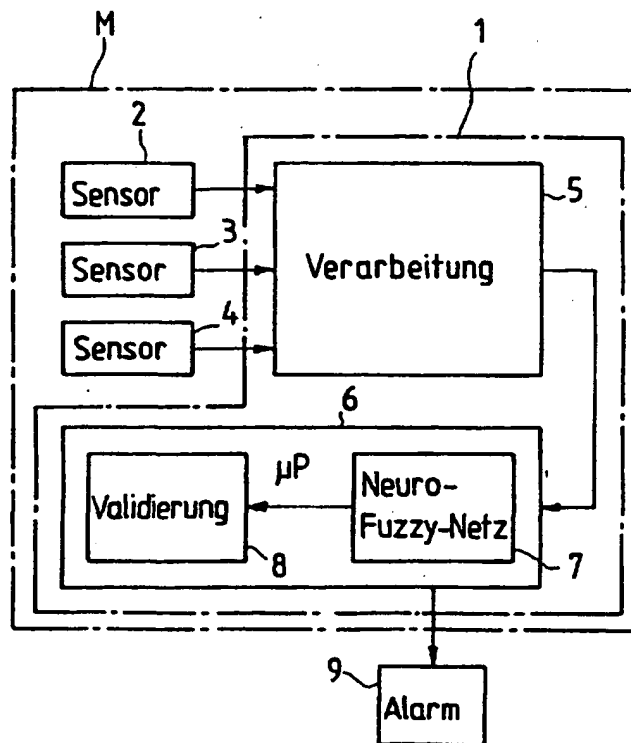 M
1
2
Sensor
3
Sensor
4
Sensor
5
Verarbeitung
6
µP
Validierung
8
Neuro-
Fuzzy-Netz
7
9
Alarm